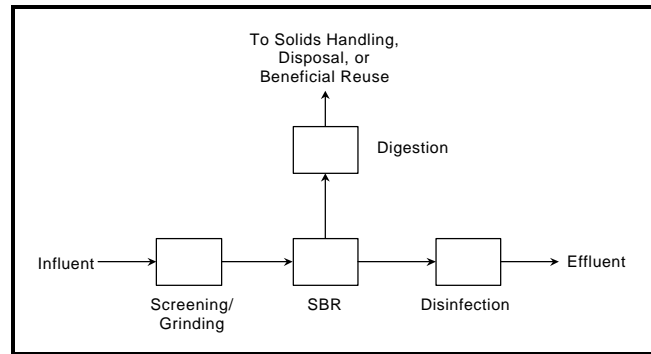 To Solids Handling,
Disposal, or
Beneficial Reuse
Digestion
Influent
Effluent
Screening/
Grinding
SBR
Disinfection